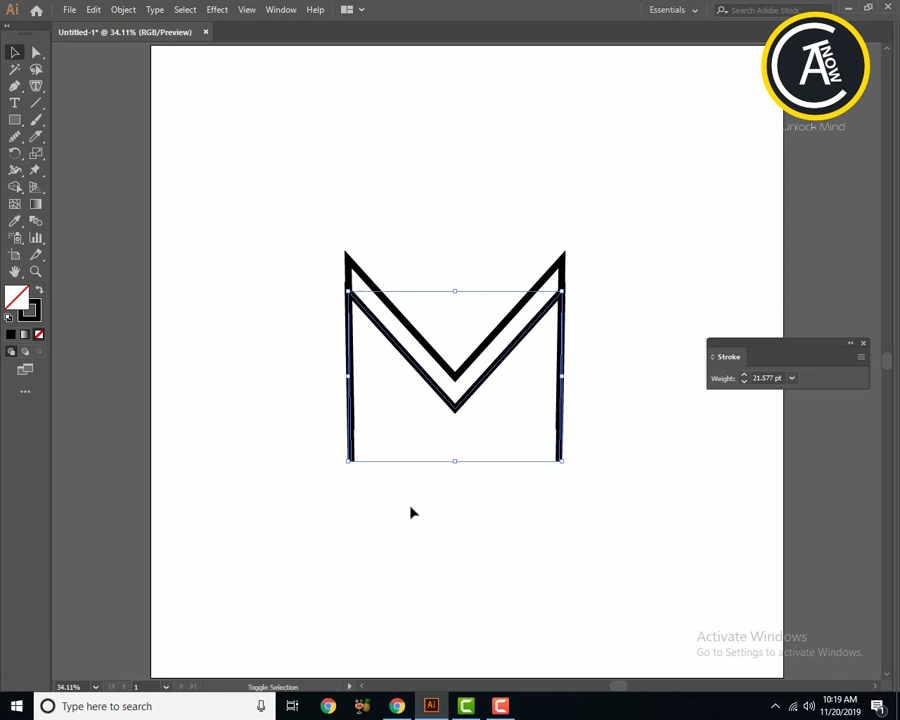 Ai File Edit Object Type Select Effect View Window Help Essentials Search Adobe Stock
Untitled-1* @ 34.11% (RGB/Preview) ×
NOW
Unlock Mind
M
Stroke
Weight: 21.577 pt
Activate Windows
Go to Settings to activate Windows.
34.11% 1 Toggle Selection
Type here to search
Ai
10:19 AM
11/20/2019
1